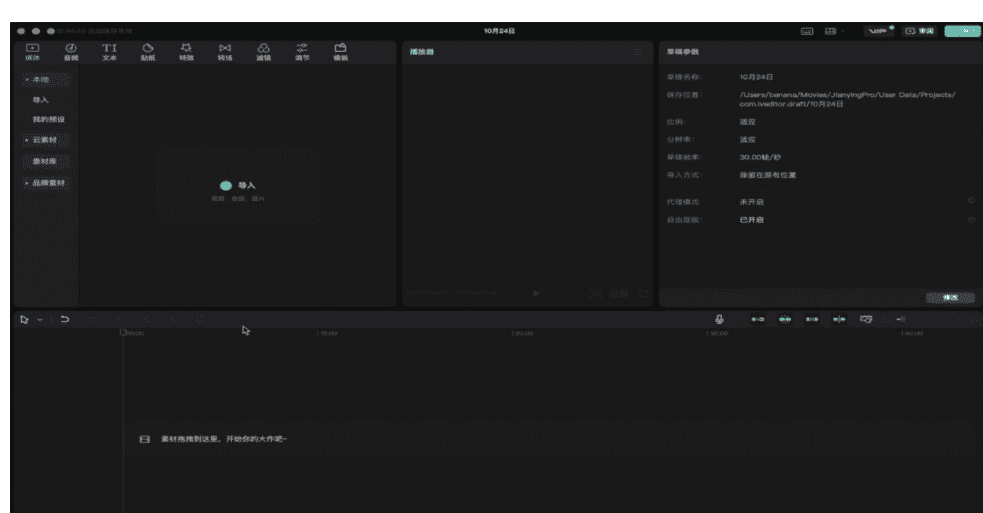 10月24日
VIP
审阅
媒体 音频 文本 贴纸 特效 转场 滤镜 调节 模板
播放器
草稿参数
本地
导入
我的预设
云素材
素材库
品牌素材
导入
视频、音频、图片
草稿名称:
10月24日
保存位置:
/Users/banana/Movies/JianyingPro/User Data/Projects/
com.lveditor.draft/10月24日
比例:
适应
分辨率:
适应
草稿帧率:
30.00帧/秒
导入方式:
保留在原有位置
代理模式:
未开启
自由层级:
已开启
修改
00:00
素材拖拽到这里，开始你的大作吧~